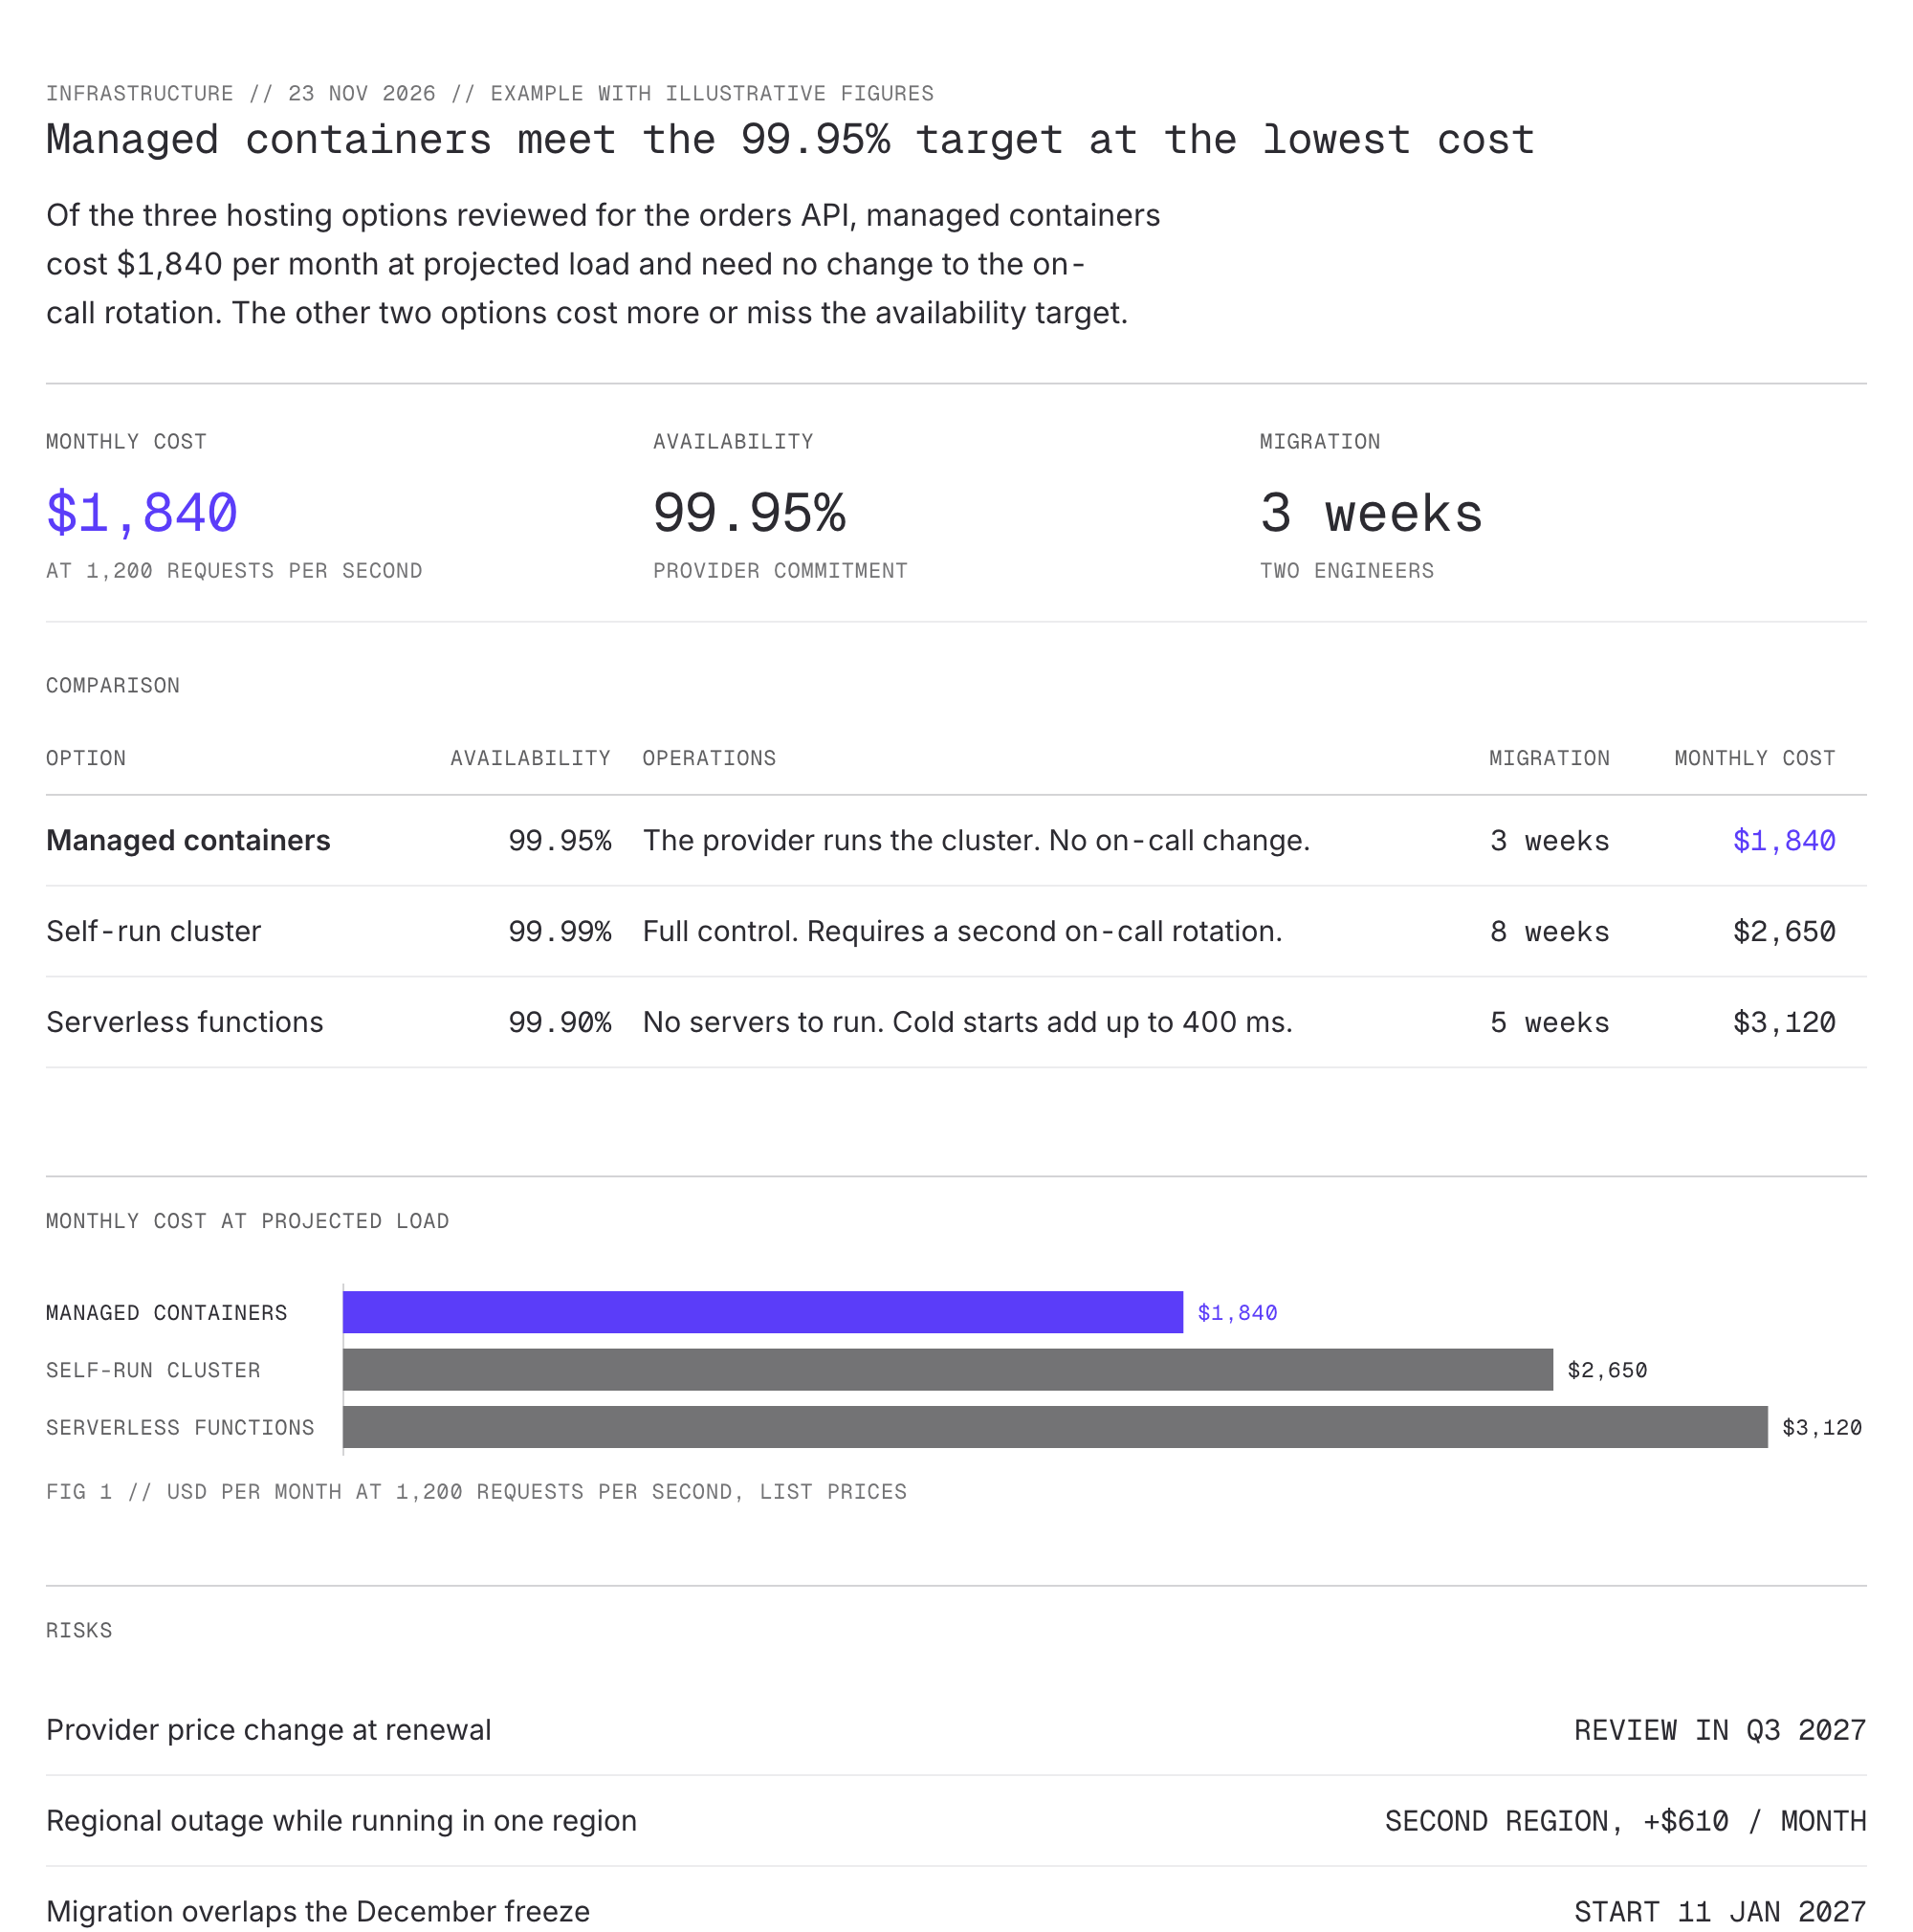 INFRASTRUCTURE // 23 NOV 2026 // EXAMPLE WITH ILLUSTRATIVE FIGURES
Managed containers meet the 99.95% target at the lowest cost
Of the three hosting options reviewed for the orders API, managed containers
cost $1,840 per month at projected load and need no change to the on-
call rotation. The other two options cost more or miss the availability target.
MONTHLY COST AVAILABILITY MIGRATION
$1,840 99.95% 3 weeks
AT 1,200 REQUESTS PER SECOND PROVIDER COMMITMENT TWO ENGINEERS
COMPARISON
OPTION AVAILABILITY OPERATIONS MIGRATION MONTHLY COST
Managed containers 99.95% The provider runs the cluster. No on-call change. 3 weeks $1,840
Self-run cluster 99.99% Full control. Requires a second on-call rotation. 8 weeks $2,650
Serverless functions 99.90% No servers to run. Cold starts add up to 400 ms. 5 weeks $3,120
MONTHLY COST AT PROJECTED LOAD
MANAGED CONTAINERS $1,840
SELF-RUN CLUSTER $2,650
SERVERLESS FUNCTIONS $3,120
FIG 1 // USD PER MONTH AT 1,200 REQUESTS PER SECOND, LIST PRICES
RISKS
Provider price change at renewal REVIEW IN Q3 2027
Regional outage while running in one region SECOND REGION, +$610 / MONTH
Migration overlaps the December freeze START 11 JAN 2027